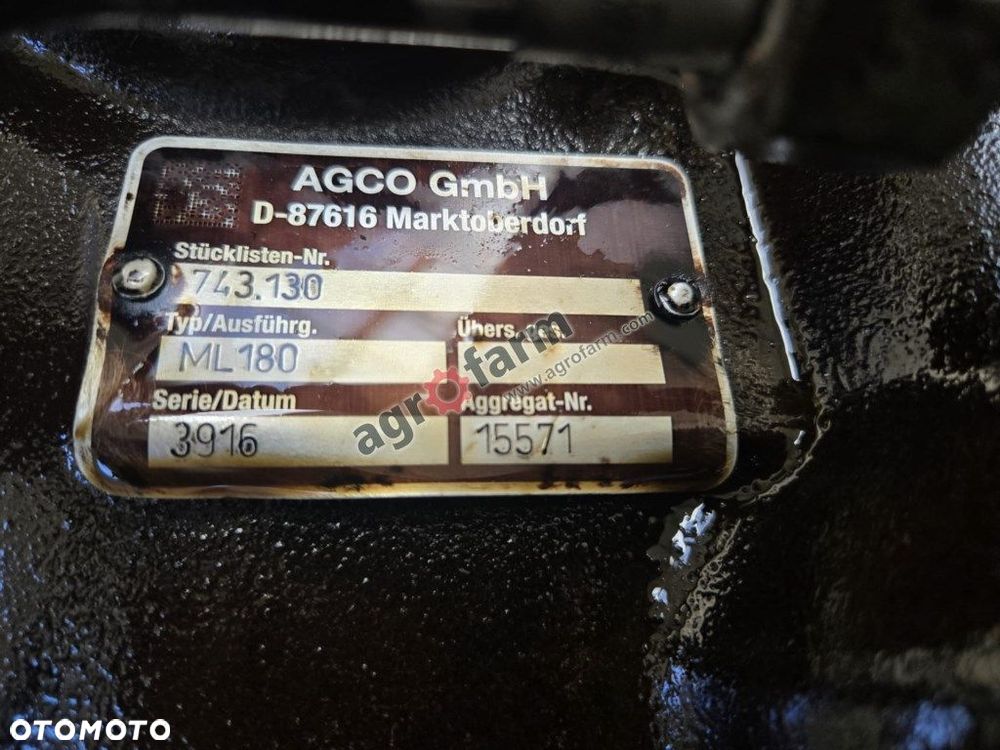 AGCO GmbH
D-87616 Marktoberdorf
Stücklisten-Nr.
743.130
Typ/Ausführg.
Übers.
ML180
Serie/Datum
Aggregat-Nr.
3916
15571
agrofarm
www.agrofarm.com
OTOMOTO